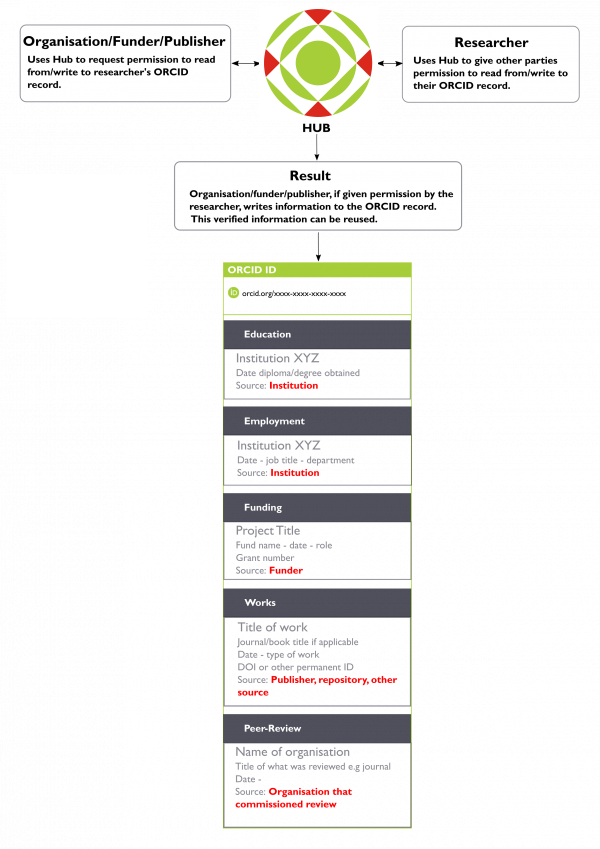 Organisation/Funder/Publisher
Uses Hub to request permission to read
from/write to researcher's ORCID
record.
Researcher
Uses Hub to give other parties
permission to read from/write to
their ORCID record.
HUB
Result
Organisation/funder/publisher, if given permission by the
researcher, writes information to the ORCID record.
This verified information can be reused.
ORCID ID
iD orcid.org/xxxx-xxxx-xxxx-xxxx
Education
Institution XYZ
Date diploma/degree obtained
Source: Institution
Employment
Institution XYZ
Date - job title - department
Source: Institution
Funding
Project Title
Fund name - date - role
Grant number
Source: Funder
Works
Title of work
Journal/book title if applicable
Date - type of work
DOI or other permanent ID
Source: Publisher, repository, other
source
Peer-Review
Name of organisation
Title of what was reviewed e.g journal
Date -
Source: Organisation that
commissioned review